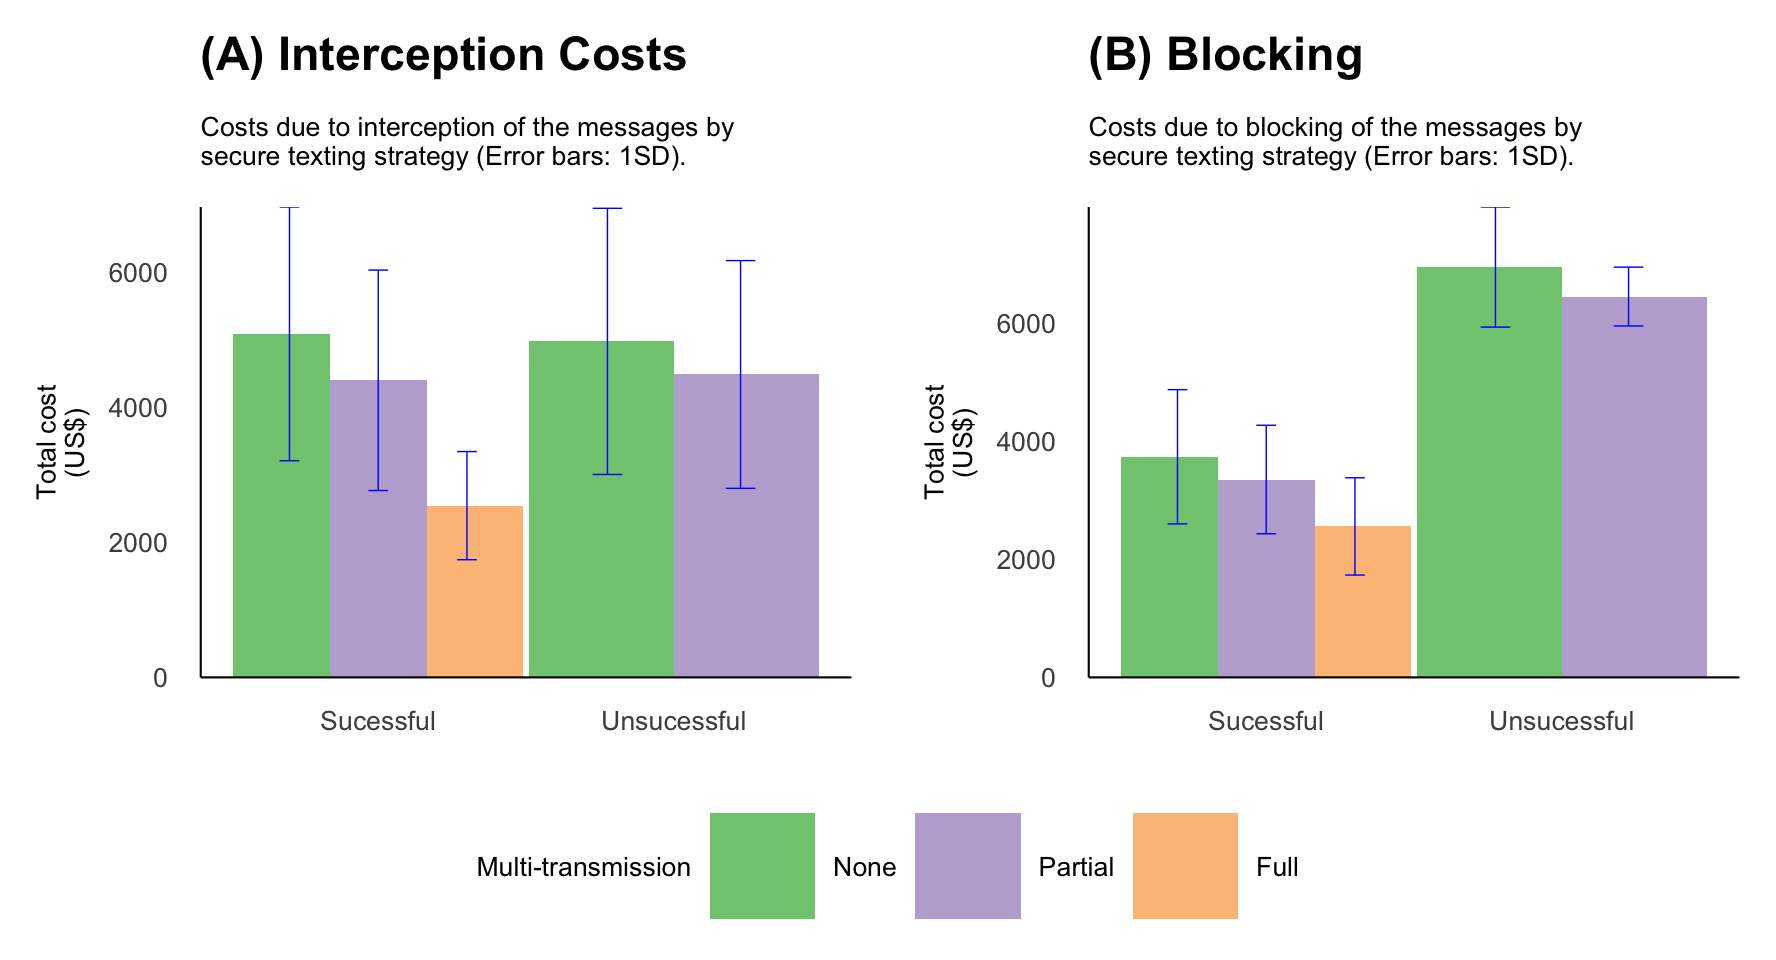 (A) Interception Costs
Costs due to interception of the messages by
secure texting strategy (Error bars: 1SD).
Total cost
(US$)
6000
4000
2000
0
Sucessful
Unsucessful
(B) Blocking
Costs due to blocking of the messages by
secure texting strategy (Error bars: 1SD).
Total cost
(US$)
6000
4000
2000
0
Sucessful
Unsucessful
Multi-transmission
None
Partial
Full